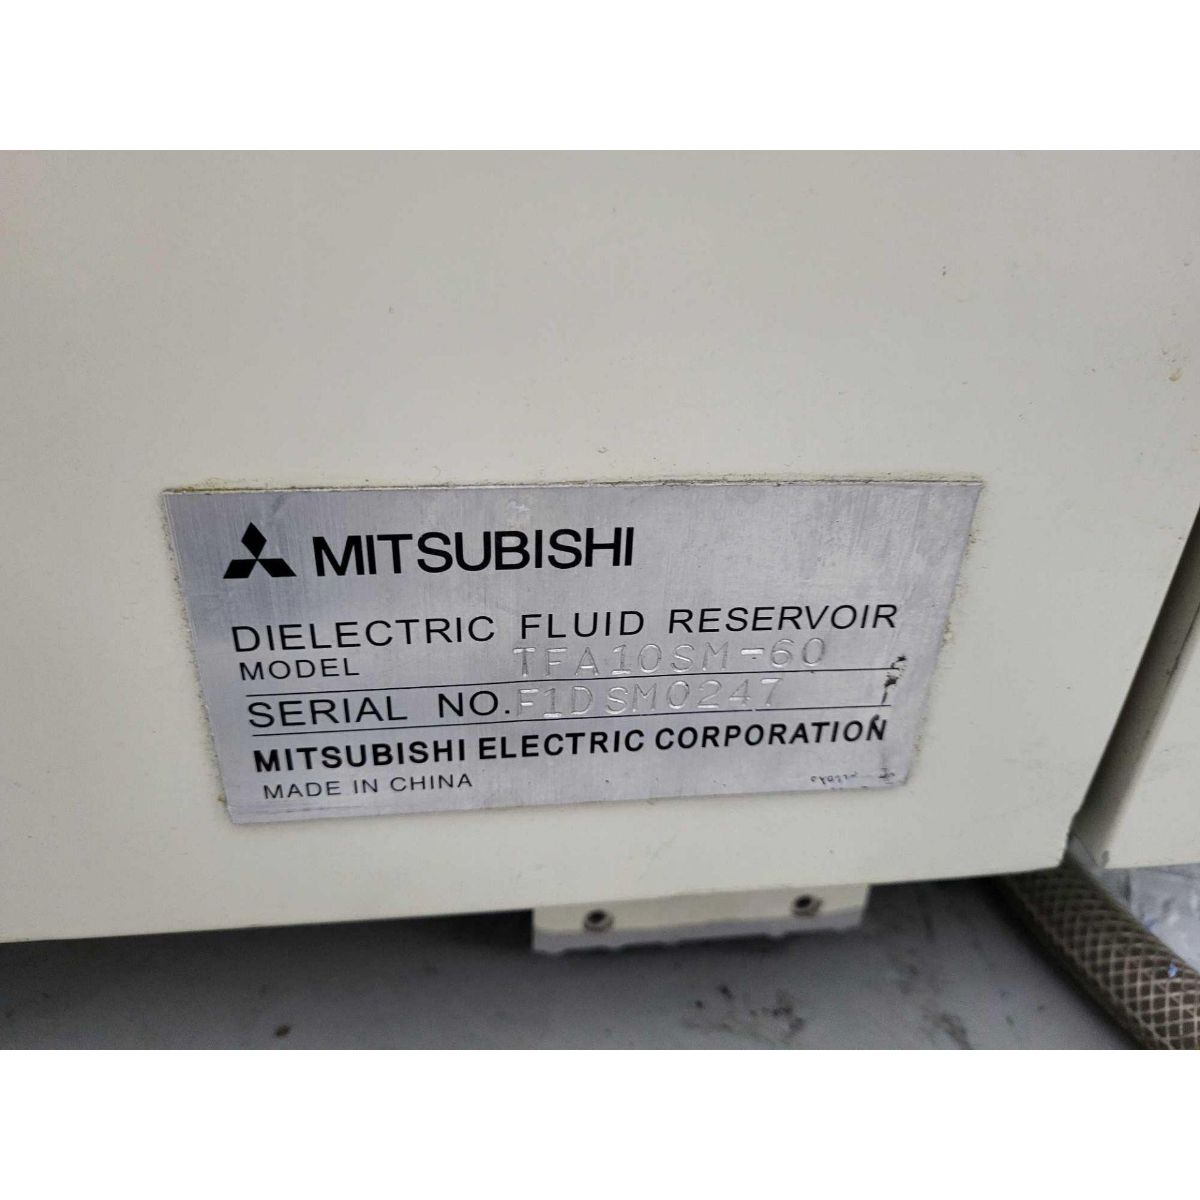 MITSUBISHI
DIELECTRIC FLUID RESERVOIR
MODEL TFA10SM-60
SERIAL NO. F1DSM0247
MITSUBISHI ELECTRIC CORPORATION
MADE IN CHINA